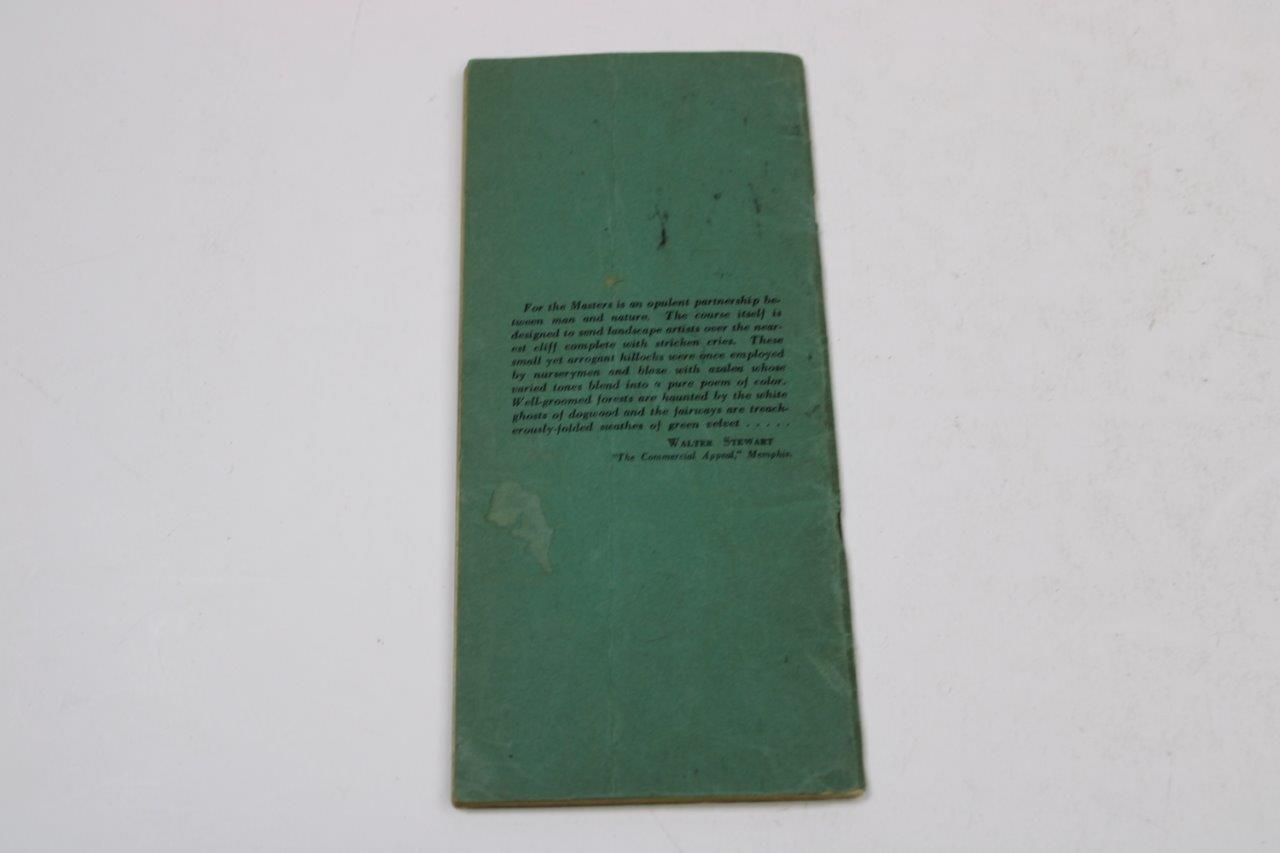 For the Masters is an opulent partnership be-
tween man and nature. The course itself is
designed to send landscape artists over the near-
est cliff complete with stricken cries. These
small yet arrogant hillocks were once employed
by nurserymen and blaze with azalea whose
varied tones blend into a pure poem of color.
Well-groomed forests are haunted by the white
ghosts of dogwood and the fairways are treach-
erously-folded swathes of green velvet . . . . .
WALTER STEWART
"The Commercial Appeal," Memphis.